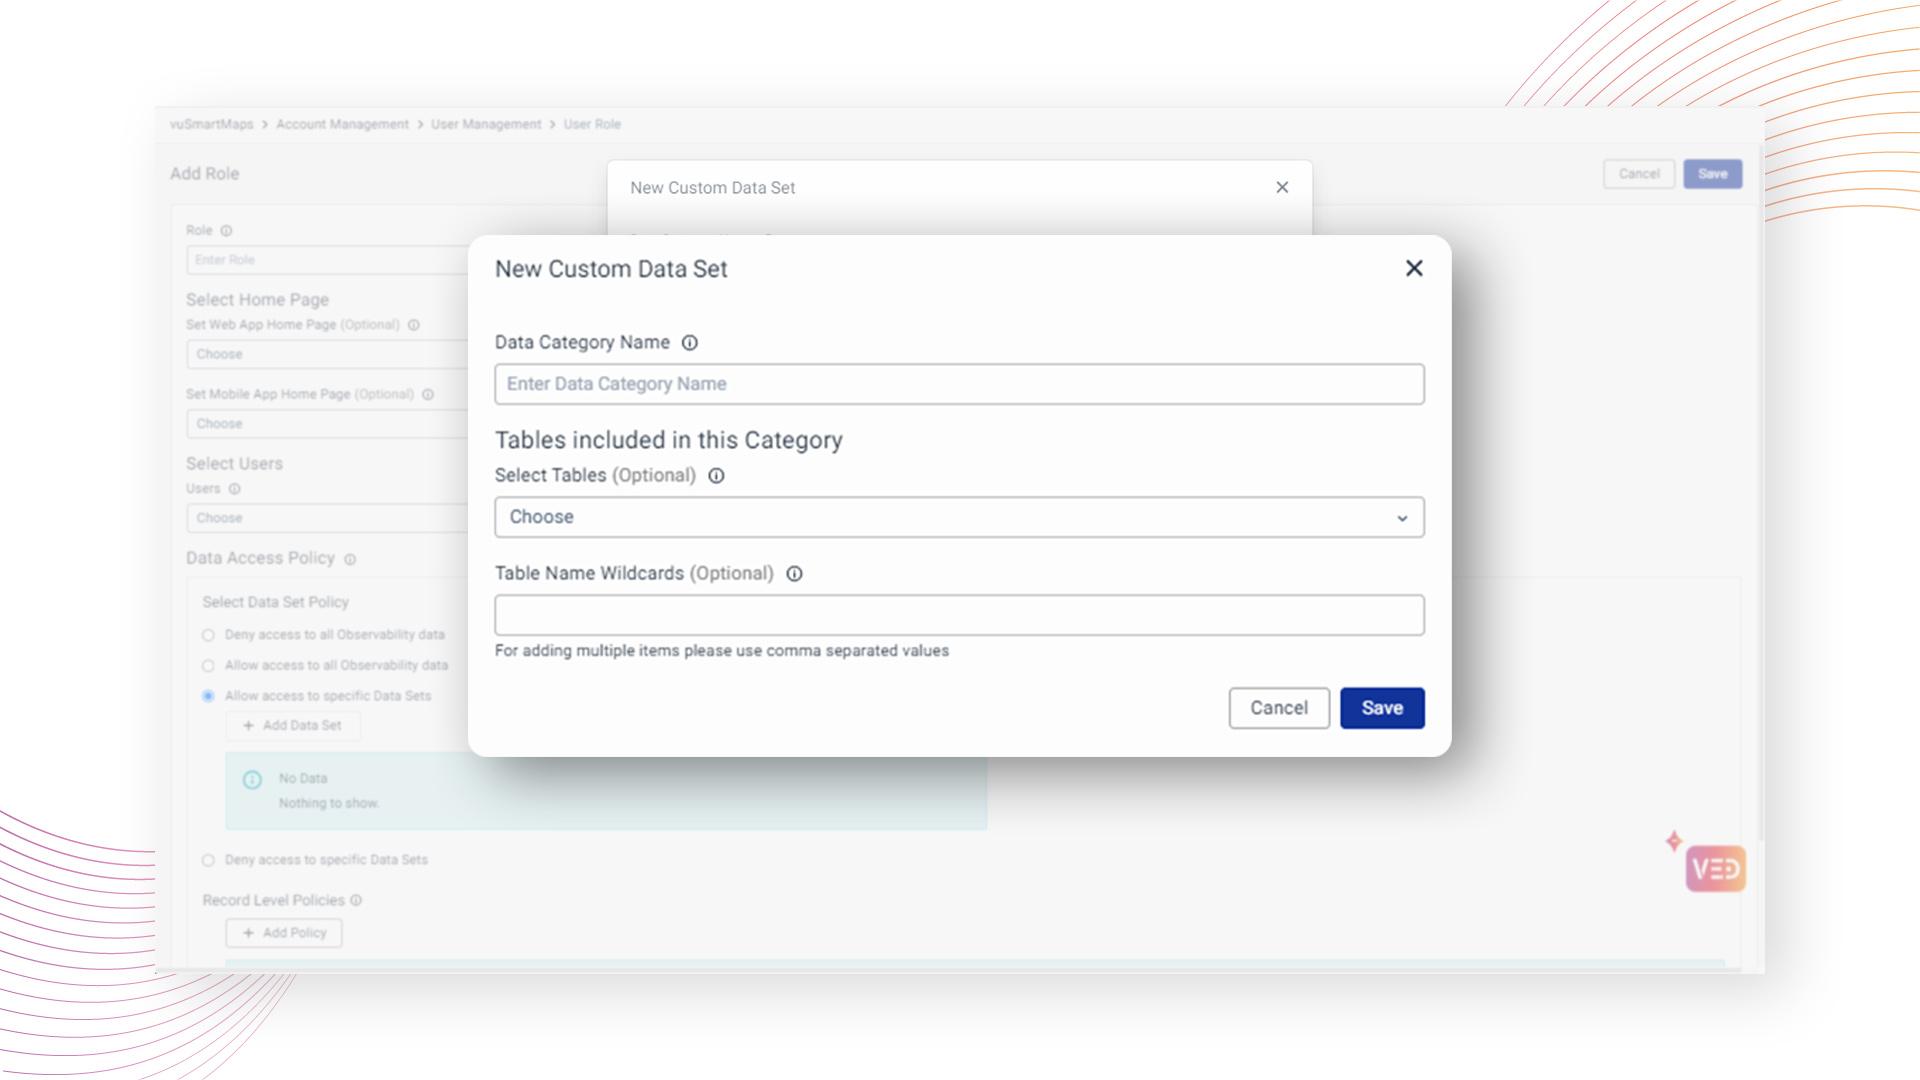 vuSmartMaps > Account Management > User Management > User Role
Add Role
Cancel
Save
New Custom Data Set
Role
Enter Role
Select Home Page
Set Web App Home Page (Optional)
Choose
Set Mobile App Home Page (Optional)
Choose
Select Users
Users
Choose
Data Access Policy
Select Data Set Policy
Deny access to all Observability data
Allow access to all Observability data
Allow access to specific Data Sets
+ Add Data Set
No Data
Nothing to show.
Deny access to specific Data Sets
Record Level Policies
+ Add Policy
New Custom Data Set
Data Category Name
Enter Data Category Name
Tables included in this Category
Select Tables (Optional)
Choose
Table Name Wildcards (Optional)
For adding multiple items please use comma separated values
Cancel
Save
VED